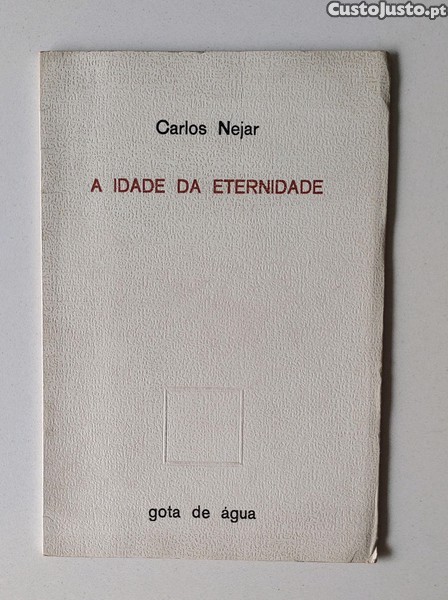 CustoJusto.pt
Carlos Nejar
A IDADE DA ETERNIDADE
gota de água